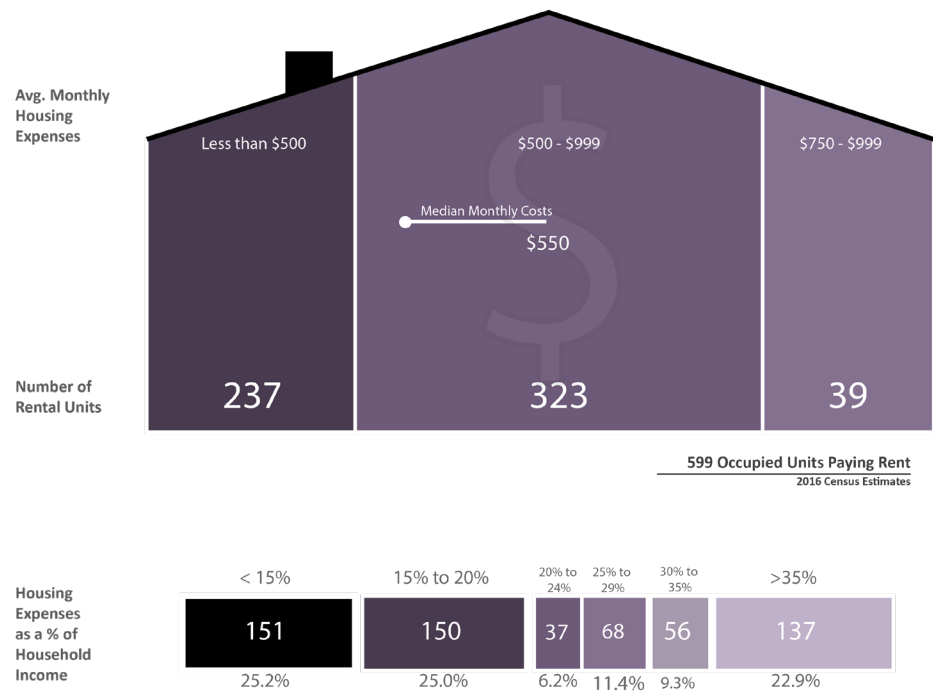 Avg. Monthly
Housing
Expenses
Less than $500
$500 - $999
$750 - $999
Median Monthly Costs
$550
Number of
Rental Units
237
323
39
599 Occupied Units Paying Rent
2016 Census Estimates
Housing
Expenses
as a % of
Household
Income
< 15%
15% to 20%
20% to
24%
25% to
29%
30% to
35%
>35%
151
150
37
68
56
137
25.2%
25.0%
6.2%
11.4%
9.3%
22.9%